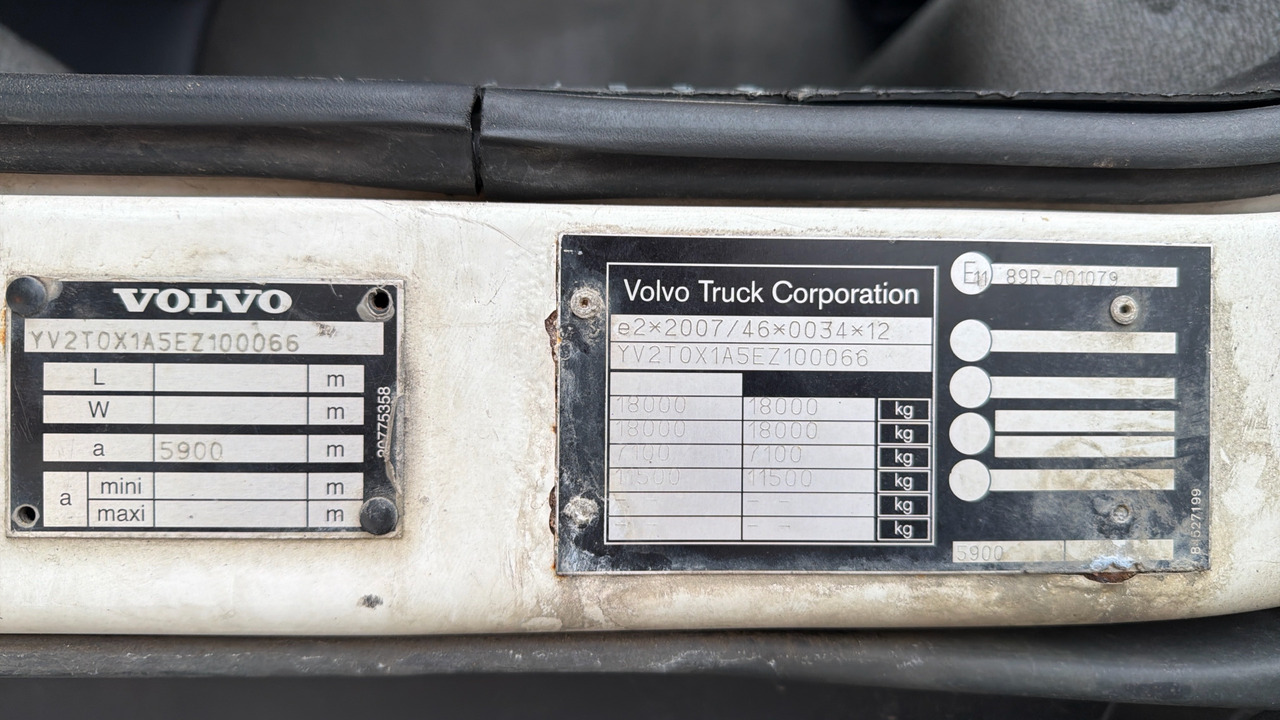 VOLVO
YV2T0X1A5EZ100066
L m
W m
a 5900 m
a mini m
maxi m
20775358
Volvo Truck Corporation
e2*2007/46*0034*12
YV2T0X1A5EZ100066
18000 18000 kg
18000 18000 kg
7100 7100 kg
11500 11500 kg
- - - kg
- - - - kg
E11 89R-001079
5900
B 527199